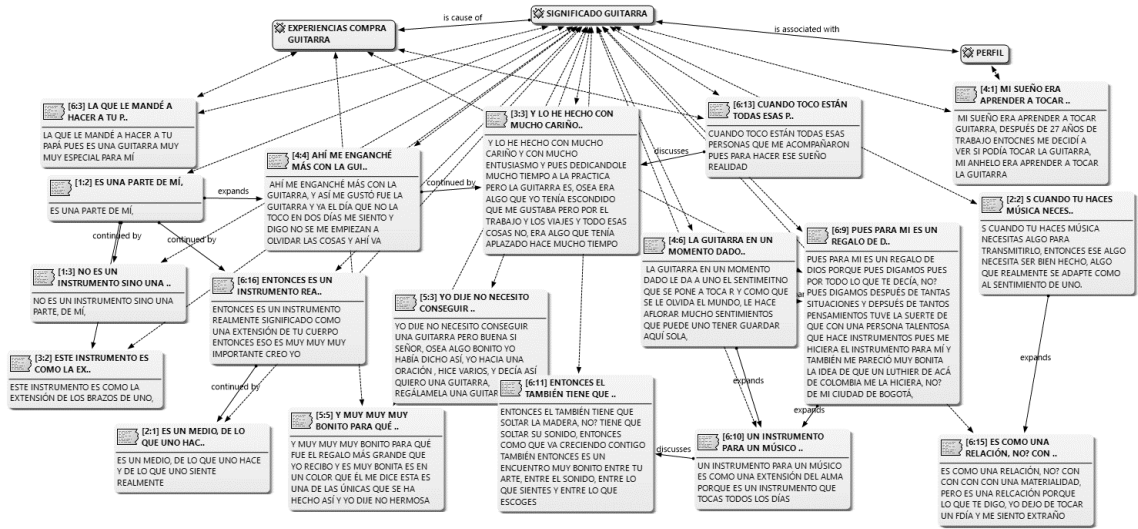 is cause of
SIGNIFICADO GUITARRA
EXPERIENCIAS COMPRA
GUITARRA
is associated with
PERFIL
[6:3] LA QUE LE MANDÉ A
HACER A TU P..
LA QUE LE MANDÉ A HACER A TU
PAPÁ PUES ES UNA GUITARRA MUY
MUY ESPECIAL PARA MÍ
[4:4] AHÍ ME ENGANCHÉ
MÁS CON LA GUI..
AHÍ ME ENGANCHÉ MÁS CON LA
GUITARRA, Y ASÍ ME GUSTÓ FUE LA
GUITARRA Y YA EL DÍA QUE NO LA
TOCO EN DOS DÍAS ME SIENTO Y
DIGO NO SE ME EMPIEZAN A
OLVIDAR LAS COSAS Y AHÍ VA
[3:3] Y LO HE HECHO CON
MUCHO CARIÑO..
Y LO HE HECHO CON MUCHO
CARIÑO Y CON MUCHO
ENTUSIASMO Y PUES DEDICANDOLE
MUCHO TIEMPO A LA PRACTICA
PERO LA GUITARRA ES, OSEA ERA
ALGO QUE YO TENÍA ESCONDIDO
QUE ME GUSTABA PERO POR EL
TRABAJO Y LOS VIAJES Y TODO ESAS
COSAS NO, ERA ALGO QUE TENÍA
APLAZADO HACE MUCHO TIEMPO
[6:13] CUANDO TOCO ESTÁN
TODAS ESAS P..
CUANDO TOCO ESTÁN TODAS ESAS
PERSONAS QUE ME ACOMPAÑARON
PUES PARA HACER ESE SUEÑO
REALIDAD
[4:1] MI SUEÑO ERA
APRENDER A TOCAR ..
MI SUEÑO ERA APRENDER A TOCAR
GUITARRA, DESPUÉS DE 27 AÑOS DE
TRABAJO ENTOCNES ME DECIDÍ A
VER SI PODÍA TOCAR LA GUITARRA,
MI ANHELO ERA APRENDER A TOCAR
LA GUITARRA
discusses
[1:2] ES UNA PARTE DE MÍ,
ES UNA PARTE DE MÍ,
expands
continued by
continued by
continued by
[2:2] S CUANDO TU HACES
MÚSICA NECES..
S CUANDO TU HACES MÚSICA
NECESITAS ALGO PARA
TRANSMITIRLO, ENTONCES ESE ALGO
NECESITA SER BIEN HECHO, ALGO
QUE REALMENTE SE ADAPTE COMO
AL SENTIMIENTO DE UNO.
[1:3] NO ES UN
INSTRUMENTO SINO UNA ..
NO ES UN INSTRUMENTO SINO UNA
PARTE, DE MÍ,
[6:16] ENTONCES ES UN
INSTRUMENTO REA..
ENTONCES ES UN INSTRUMENTO
REALMENTE SIGNIFICADO COMO
UNA EXTENSIÓN DE TU CUERPO
ENTONCES ESO ES MUY MUY MUY
IMPORTANTE CREO YO
[5:3] YO DIJE NO NECESITO
CONSEGUIR ..
YO DIJE NO NECESITO CONSEGUIR
UNA GUITARRA PERO BUENA SI
SEÑOR, OSEA ALGO BONITO YO
HABÍA DICHO ASÍ, YO HACIA UNA
ORACIÓN , HICE VARIOS, Y DECÍA ASÍ
QUIERO UNA GUITARRA,
REGÁLAMELA UNA GUITAR
[4:6] LA GUITARRA EN UN
MOMENTO DADO..
LA GUITARRA EN UN MOMENTO
DADO LE DA A UNO EL SENTIMEITNO
QUE SE PONE A TOCA R Y COMO QUE
SE LE OLVIDA EL MUNDO, LE HACE
AFLORAR MUCHO SENTIMIENTOS
QUE PUEDE UNO TENER GUARDAR
AQUÍ SOLA,
[6:9] PUES PARA MI ES UN
REGALO DE D..
PUES PARA MI ES UN REGALO DE
DIOS PORQUE PUES DIGAMOS PUES
POR TODO LO QUE TE DECÍA, NO?
PUES DIGAMOS DESPUÉS DE TANTAS
SITUACIONES Y DEPSUÉS DE TANTOS
PENSAMIENTOS TUVE LA SUERTE DE
QUE CON UNA PERSONA TALENTOSA
QUE HACE INSTRUMENTOS PUES ME
HICIERA EL INSTRUMENTO PARA MÍ Y
TAMBIÉN ME PARECIÓ MUY BONITA
LA IDEA DE QUE UN LUTHIER DE ACÁ
DE COLOMBIA ME LA HICIERA, NO?
DE MI CIUDAD DE BOGOTÁ,
[3:2] ESTE INSTRUMENTO ES
COMO LA EX..
ESTE INSTRUMENTO ES COMO LA
EXTENSIÓN DE LOS BRAZOS DE UNO,
continued by
expands
expands
expands
[2:1] ES UN MEDIO, DE LO
QUE UNO HAC..
ES UN MEDIO, DE LO QUE UNO HACE
Y DE LO QUE UNO SIENTE
REALMENTE
[5:5] Y MUY MUY MUY
BONITO PARA QUÉ ..
Y MUY MUY MUY BONITO PARA QUÉ
FUE EL REGALO MÁS GRANDE QUE
YO RECIBO Y ES MUY BONITA ES EN
UN COLOR QUE ÉL ME DICE ESTA ES
UNA DE LAS ÚNICAS QUE SE HA
HECHO ASÍ Y YO DIJE NO HERMOSA
[6:11] ENTONCES EL
TAMBIÉN TIENE QUE ..
ENTONCES EL TAMBIÉN TIENE QUE
SOLTAR LA MADERA, NO? TIENE QUE
SOLTAR SU SONIDO, ENTONCES
COMO QUE VA CRECIENDO CONTIGO
TAMBIÉN ENTONCES ES UN
ENCUENTRO MUY BONITO ENTRE TU
ARTE, ENTRE EL SONIDO, ENTRE LO
QUE SIENTES Y ENTRE LO QUE
ESCOGES
discusses
[6:10] UN INSTRUMENTO
PARA UN MÚSICO ..
UN INSTRUMENTO PARA UN MÚSICO
ES COMO UNA EXTENSIÓN DEL ALMA
PORQUE ES UN INSTRUMENTO QUE
TOCAS TODOS LOS DÍAS
[6:15] ES COMO UNA
RELACIÓN, NO? CON ..
ES COMO UNA RELACIÓN, NO? CON
CON CON CON UNA MATERIALIDAD,
PERO ES UNA RELCACIÓN PORQUE
LO QUE TE DIGO, YO DEJO DE TOCAR
UN FDÍA Y ME SIENTO EXTRAÑO